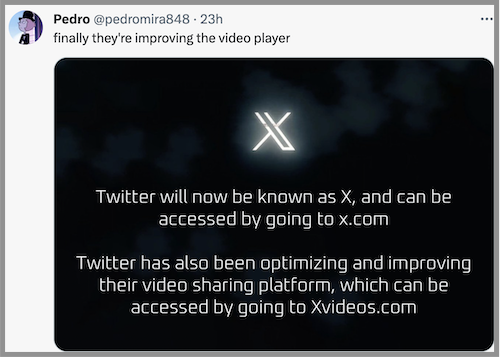 Pedro @pedromira848 · 23h
finally they're improving the video player
X
Twitter will now be known as X, and can be
accessed by going to x.com
Twitter has also been optimizing and improving
their video sharing platform, which can be
accessed by going to Xvideos.com